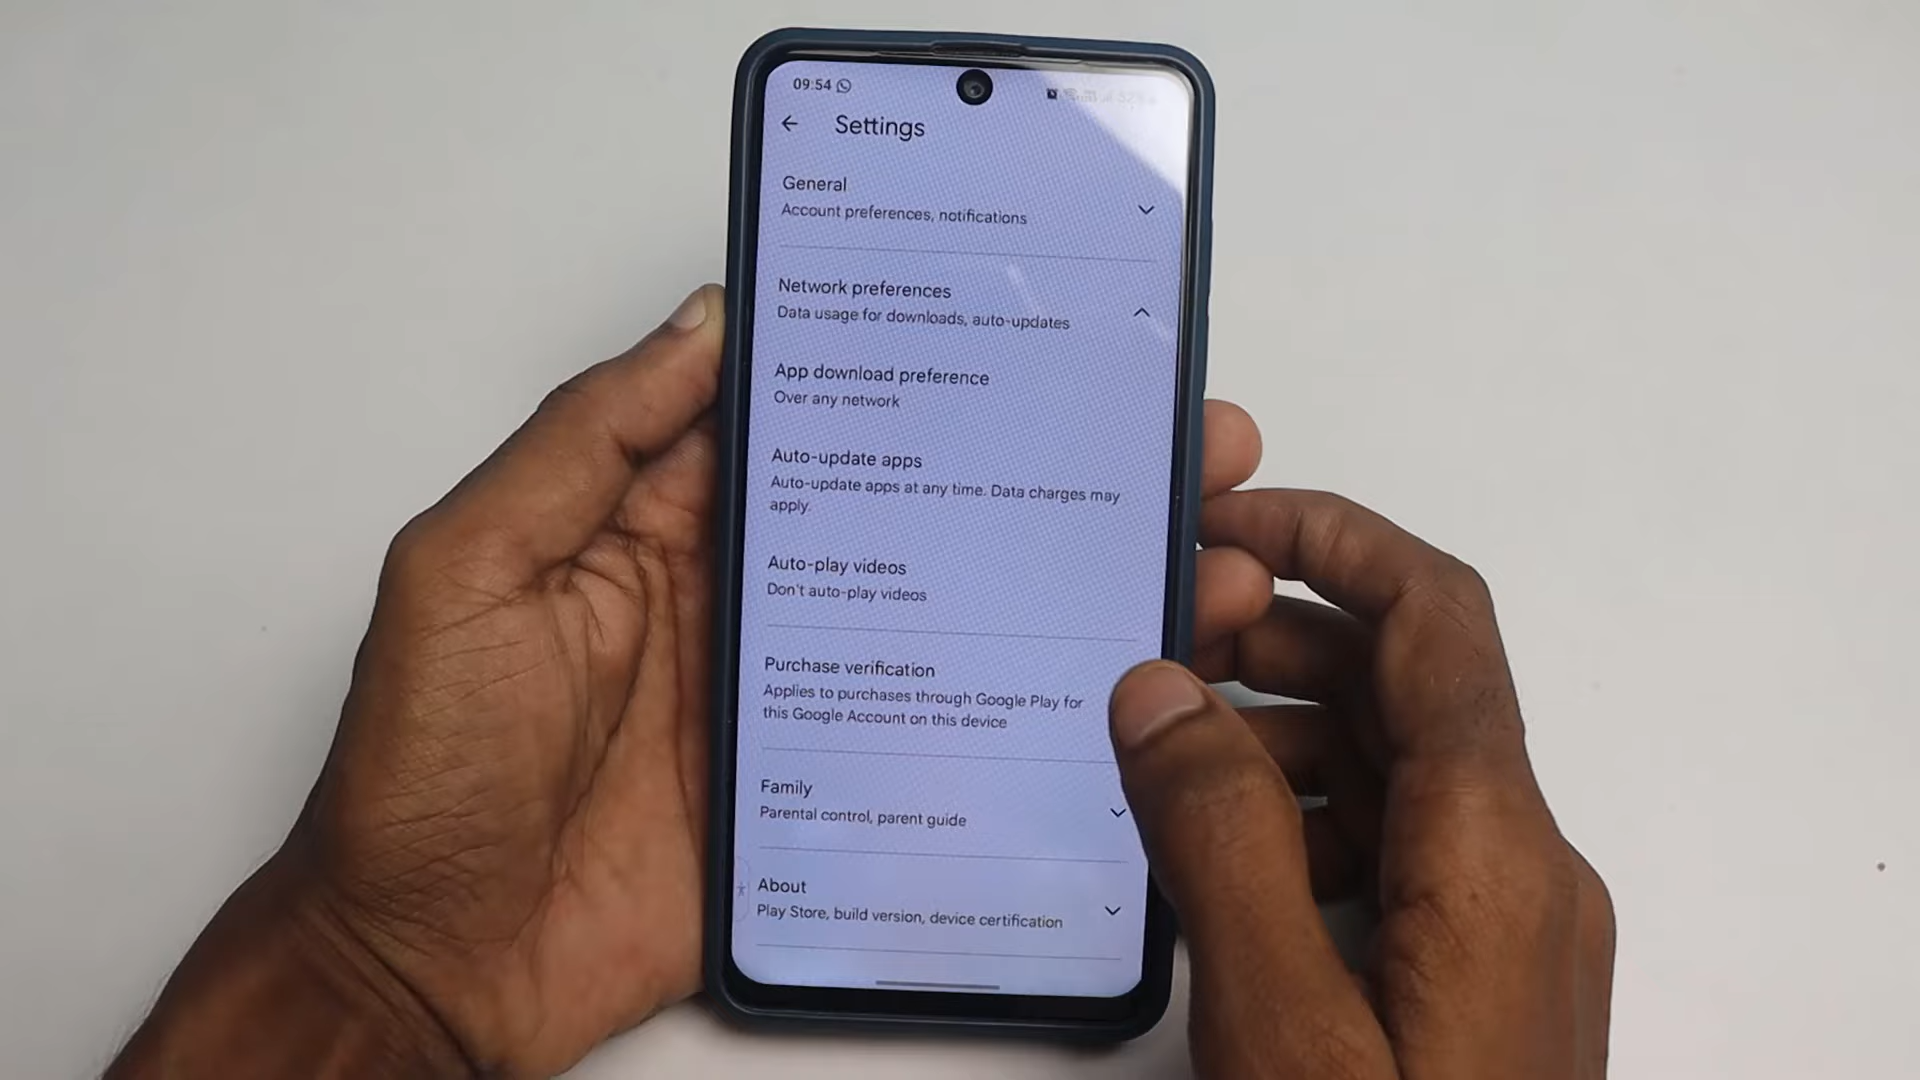 09:54
Settings
General
Account preferences, notifications
Network preferences
Data usage for downloads, auto-updates
App download preference
Over any network
Auto-update apps
Auto-update apps at any time. Data charges may
apply.
Auto-play videos
Don't auto-play videos
Purchase verification
Applies to purchases through Google Play for
this Google Account on this device
Family
Parental control, parent guide
About
Play Store, build version, device certification